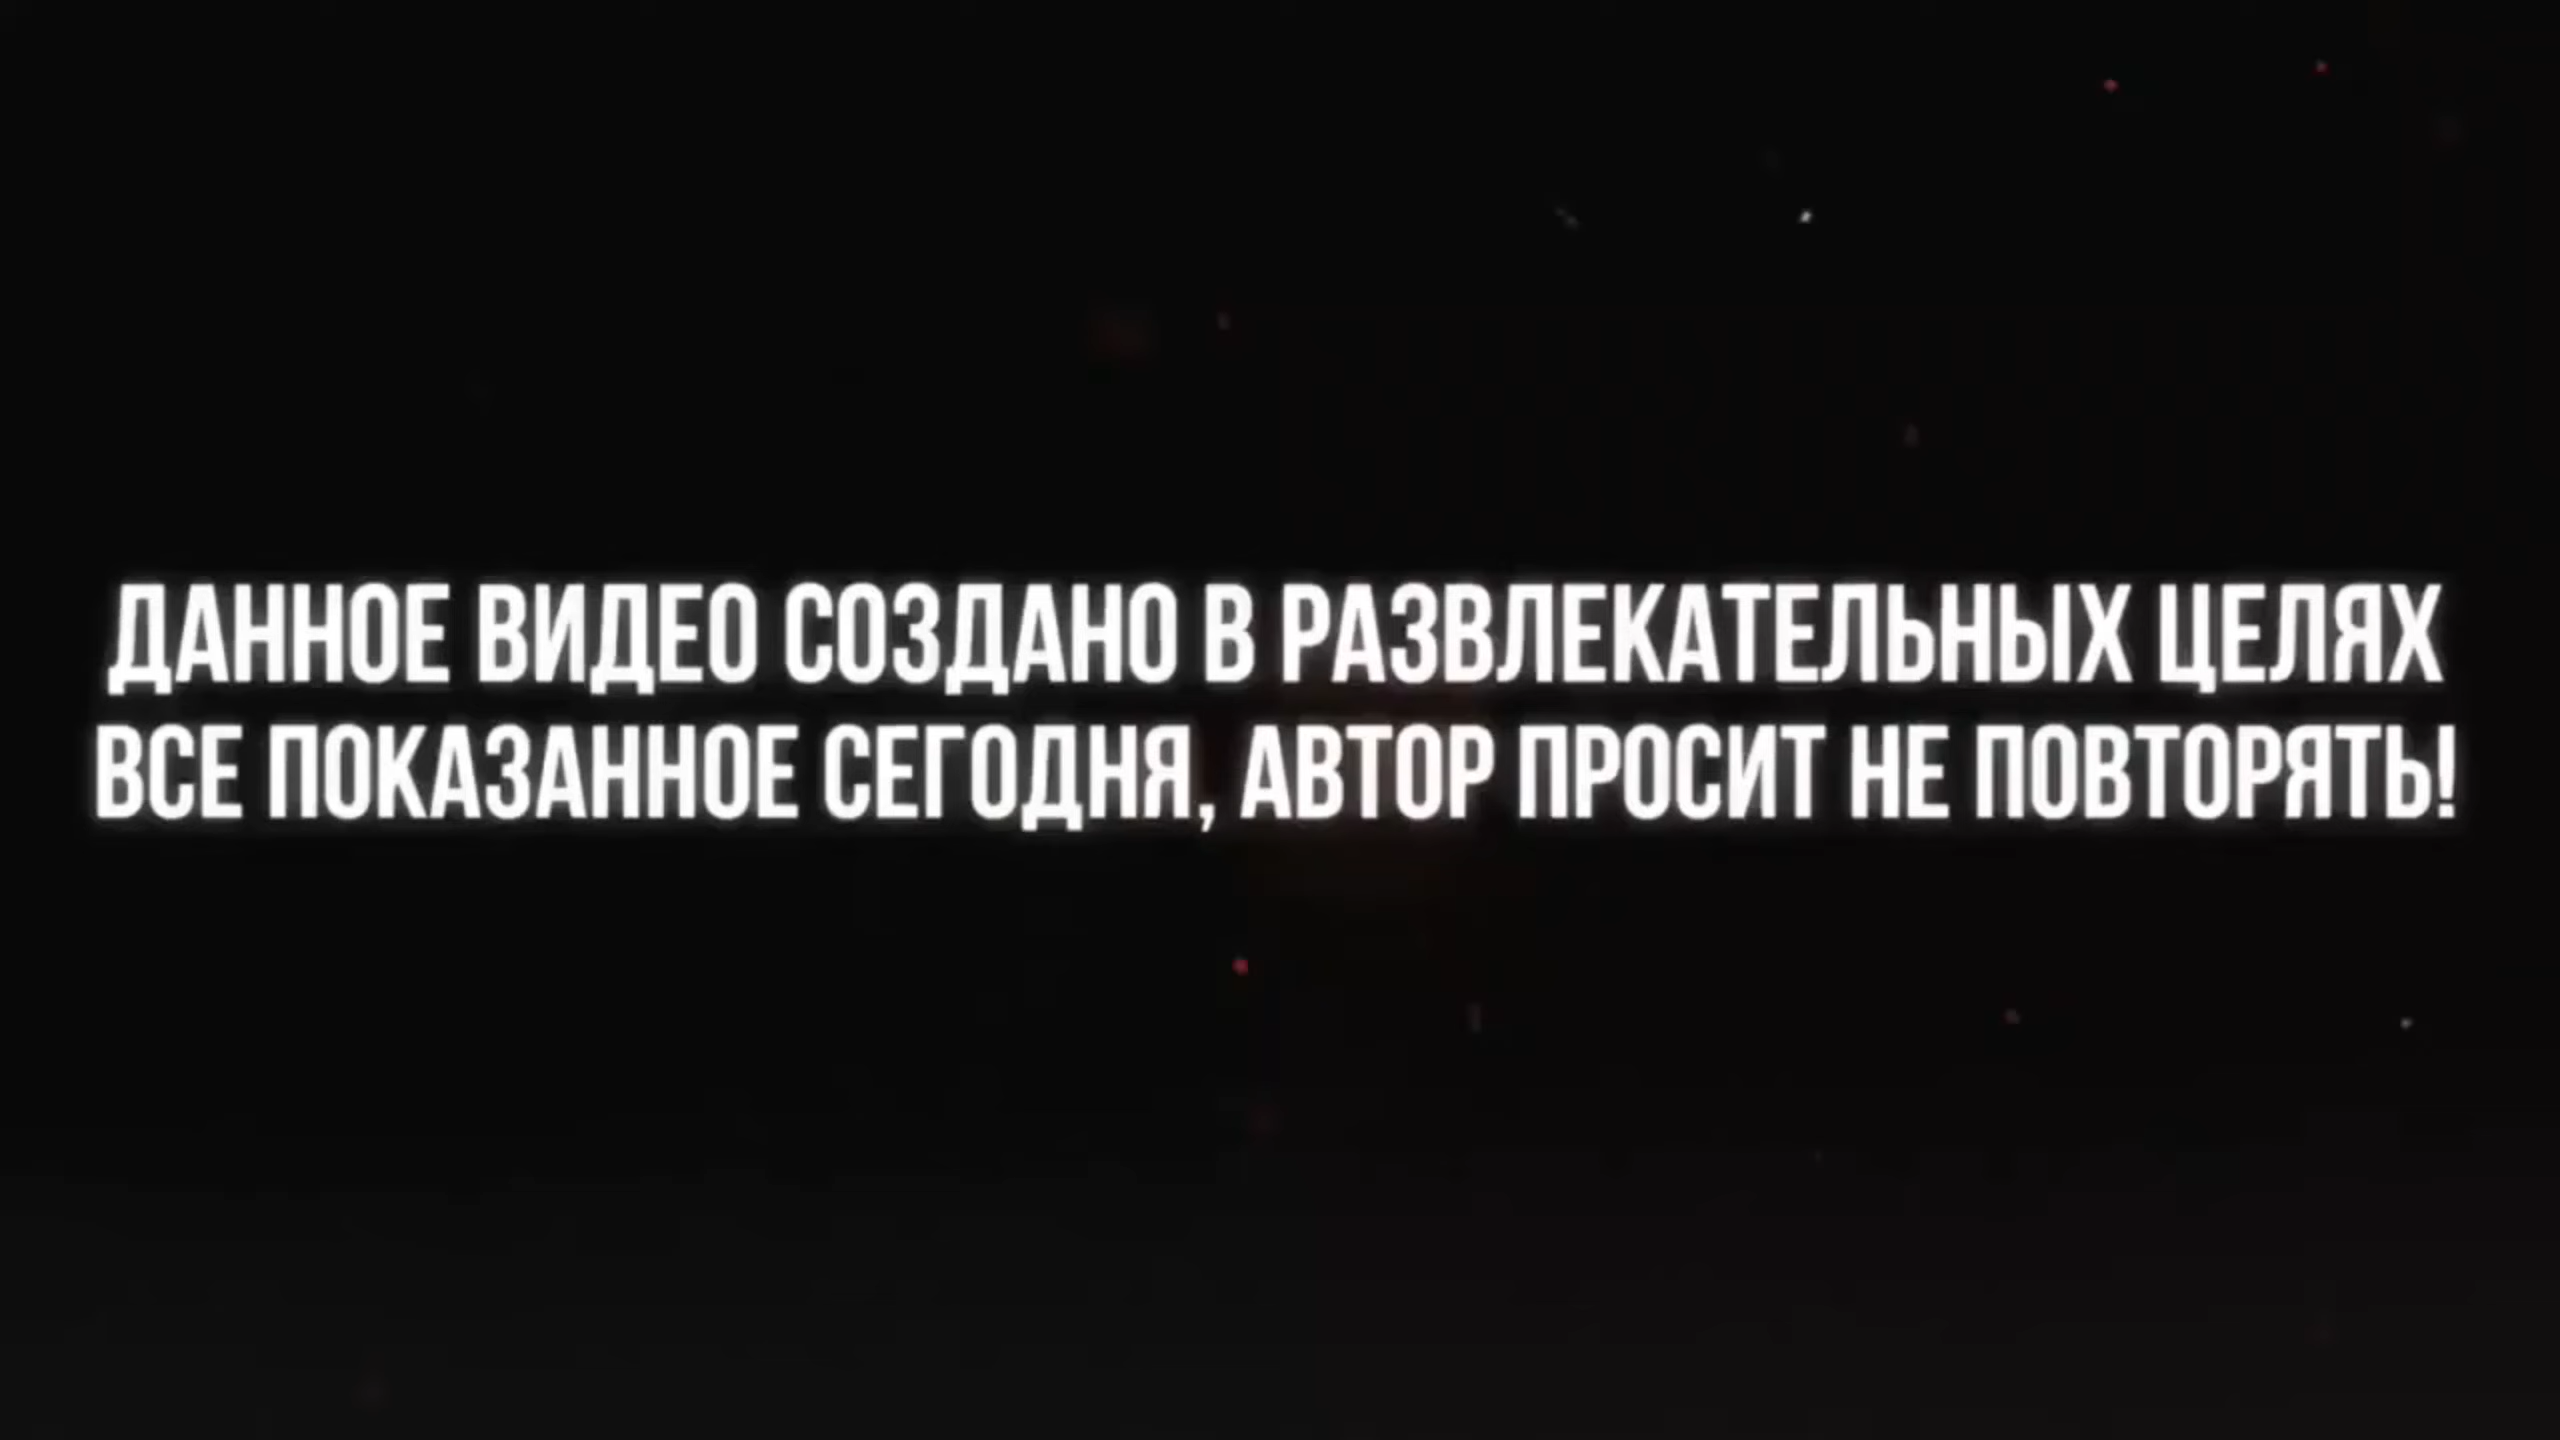 ДАННОЕ ВИДЕО СОЗДАНО В РАЗВЛЕКАТЕЛЬНЫХ ЦЕЛЯХ
ВСЕ ПОКАЗАННОЕ СЕГОДНЯ, АВТОР ПРОСИТ НЕ ПОВТОРЯТЬ!